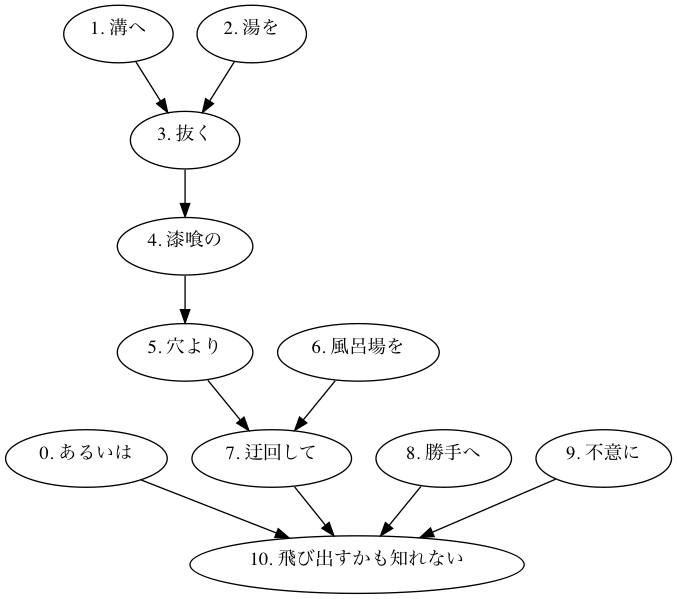 1. 溝へ
2. 湯を
3. 抜く
4. 漆喰の
5. 穴より
6. 風呂場を
0. あるいは
7. 迂回して
8. 勝手へ
9. 不意に
10. 飛び出すかも知れない